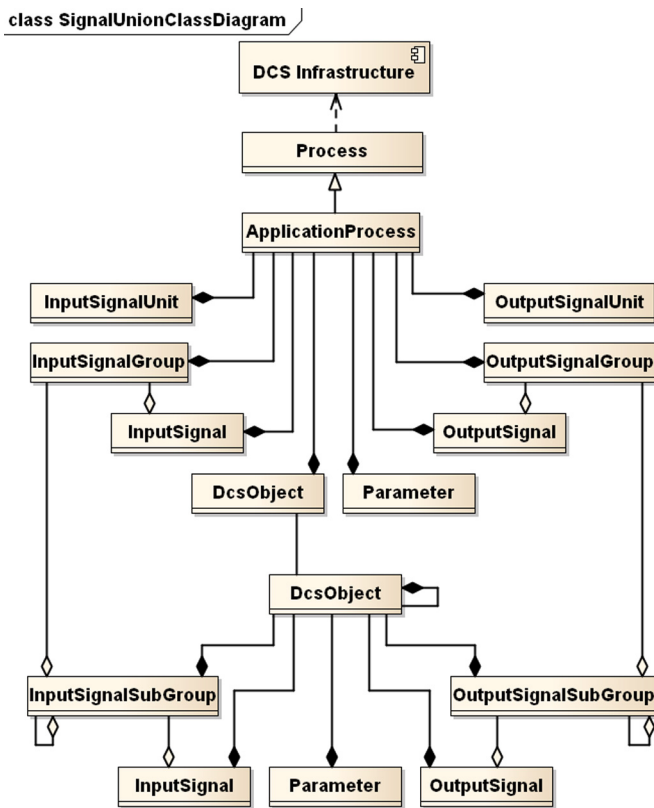 class SignalUnionClassDiagram
DCS Infrastructure
Process
ApplicationProcess
InputSignalUnit
OutputSignalUnit
InputSignalGroup
OutputSignalGroup
InputSignal
OutputSignal
DcsObject
Parameter
DcsObject
InputSignalSubGroup
OutputSignalSubGroup
InputSignal
Parameter
OutputSignal